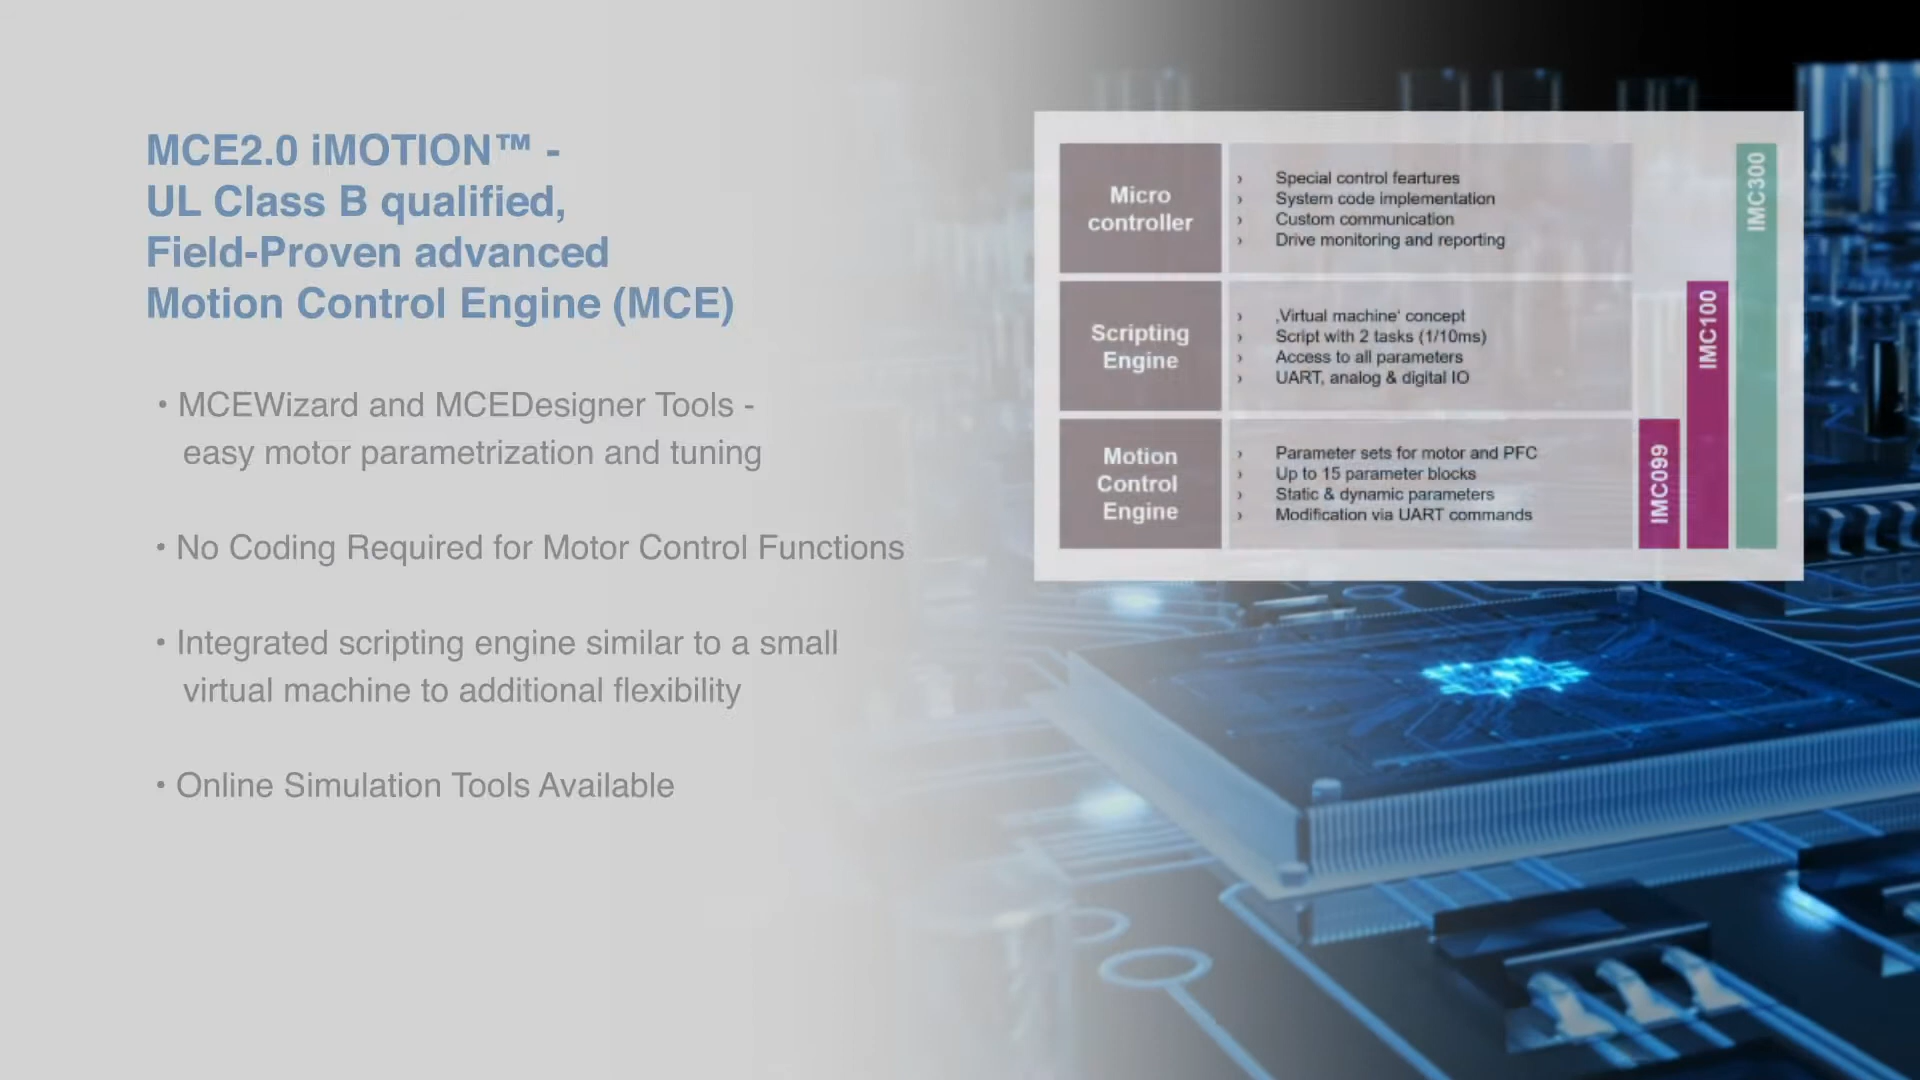 MCE2.0 iMOTION™ -
UL Class B qualified,
Field-Proven advanced
Motion Control Engine (MCE)
• MCEWizard and MCEDesigner Tools -
easy motor parametrization and tuning
• No Coding Required for Motor Control Functions
• Integrated scripting engine similar to a small
virtual machine to additional flexibility
• Online Simulation Tools Available
Micro
controller
› Special control feartures
› System code implementation
› Custom communication
› Drive monitoring and reporting
Scripting
Engine
› ‚Virtual machine‘ concept
› Script with 2 tasks (1/10ms)
› Access to all parameters
› UART, analog & digital IO
Motion
Control
Engine
› Parameter sets for motor and PFC
› Up to 15 parameter blocks
› Static & dynamic parameters
› Modification via UART commands
IMC099
IMC100
IMC300